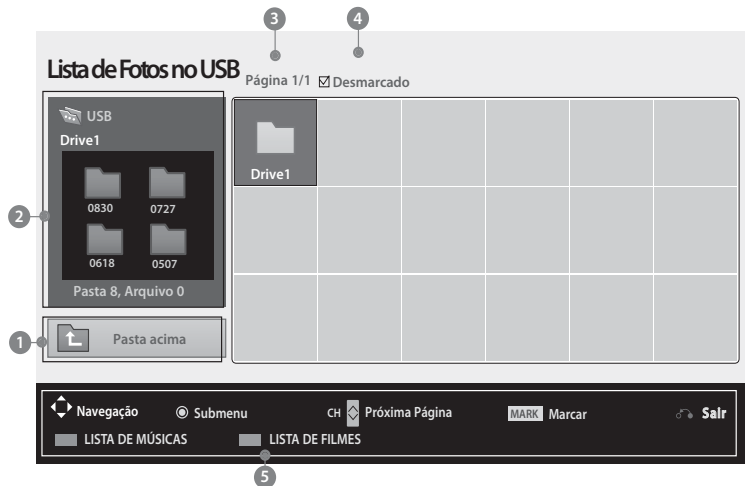 3
4
Lista de Fotos no USB
Página 1/1 ☑ Desmarcado
USB
Drive1
0830
0727
0618
0507
Pasta 8, Arquivo 0
2
Drive1
1
Pasta acima
Navegação
Submenu
CH
Próxima Página
MARK
Marcar
Sair
LISTA DE MÚSICAS
LISTA DE FILMES
5